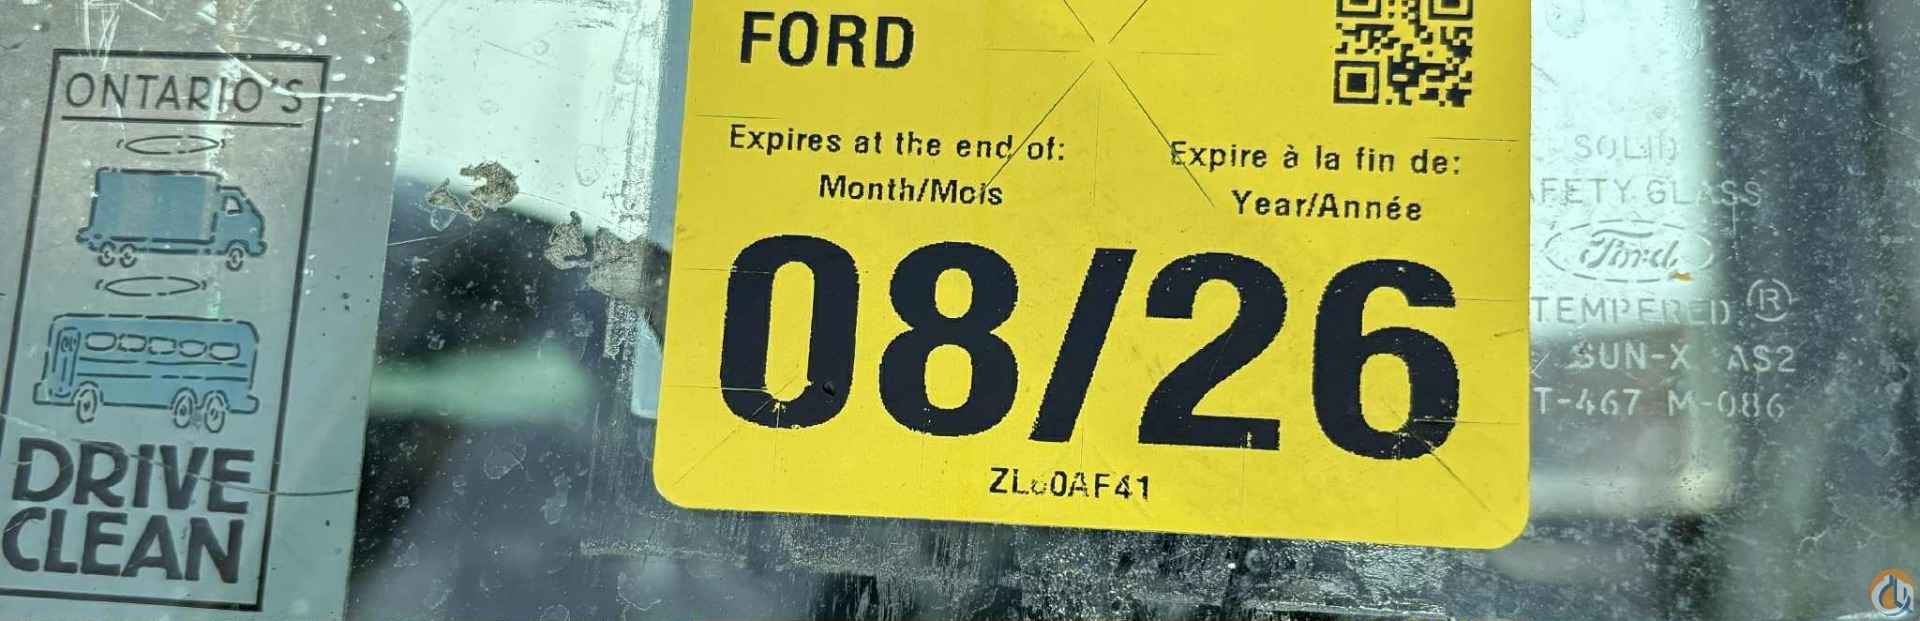 ONTARIO'S
DRIVE
CLEAN
FORD
Expires at the end of:
Month/Mois
Expire à la fin de:
Year/Année
08/26
SOLID
SAFETY GLASS
Ford
TEMPERED ®
SUN-X AS2
T-467 M-086